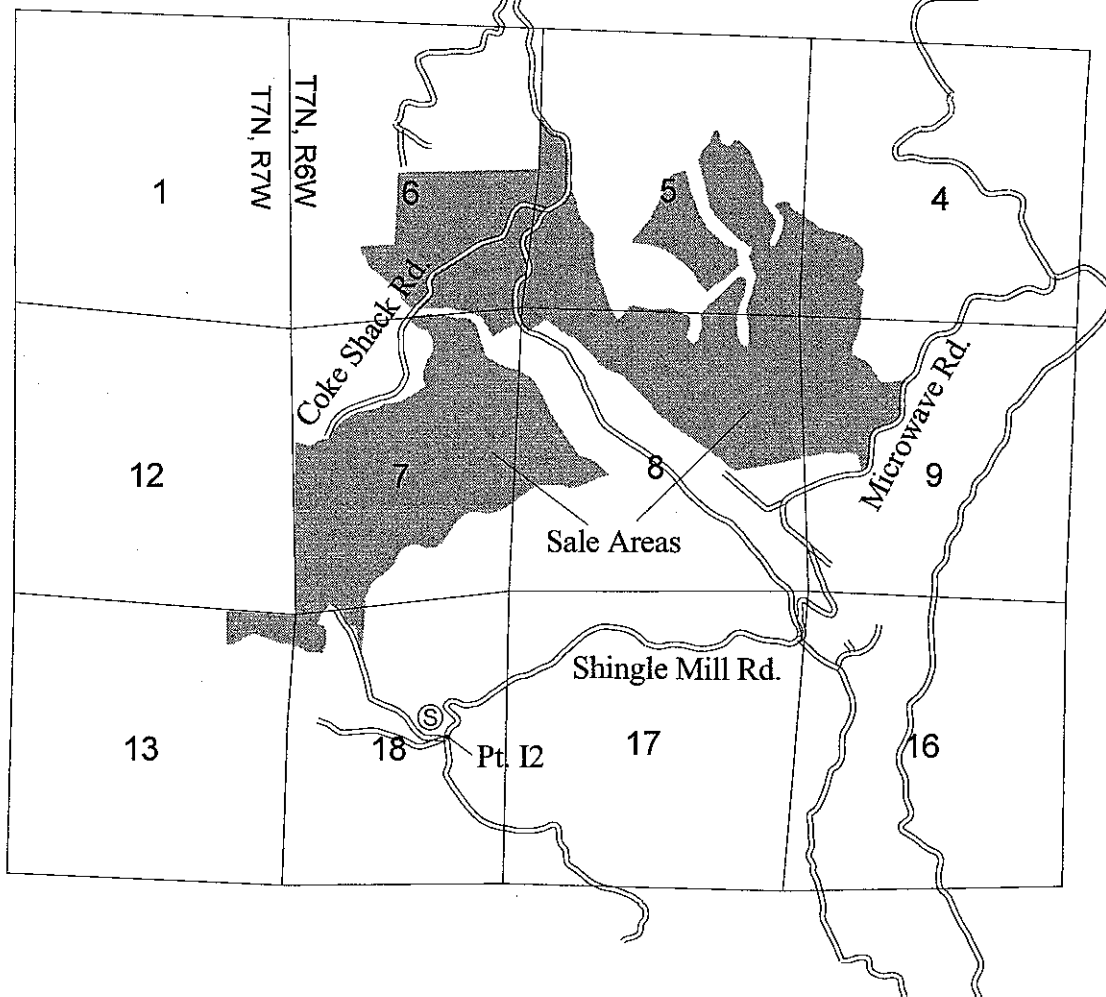 T7N, R6W
T7N, R7W
1
6
5
4
Coke Shack Rd.
Microwave Rd.
12
7
8
9
Sale Areas
Shingle Mill Rd.
S
13
18
Pt. I2
17
16